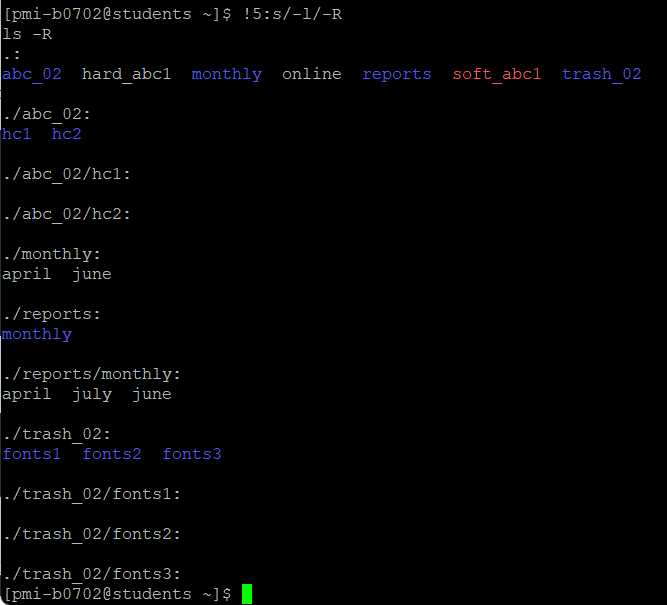 [pmi-b0702@students ~]$ !5:s/-l/-R
ls -R
.:
abc_02  hard_abc1  monthly  online  reports  soft_abc1  trash_02
./abc_02:
hc1  hc2
./abc_02/hc1:
./abc_02/hc2:
./monthly:
april  june
./reports:
monthly
./reports/monthly:
april  july  june
./trash_02:
fonts1  fonts2  fonts3
./trash_02/fonts1:
./trash_02/fonts2:
./trash_02/fonts3:
[pmi-b0702@students ~]$